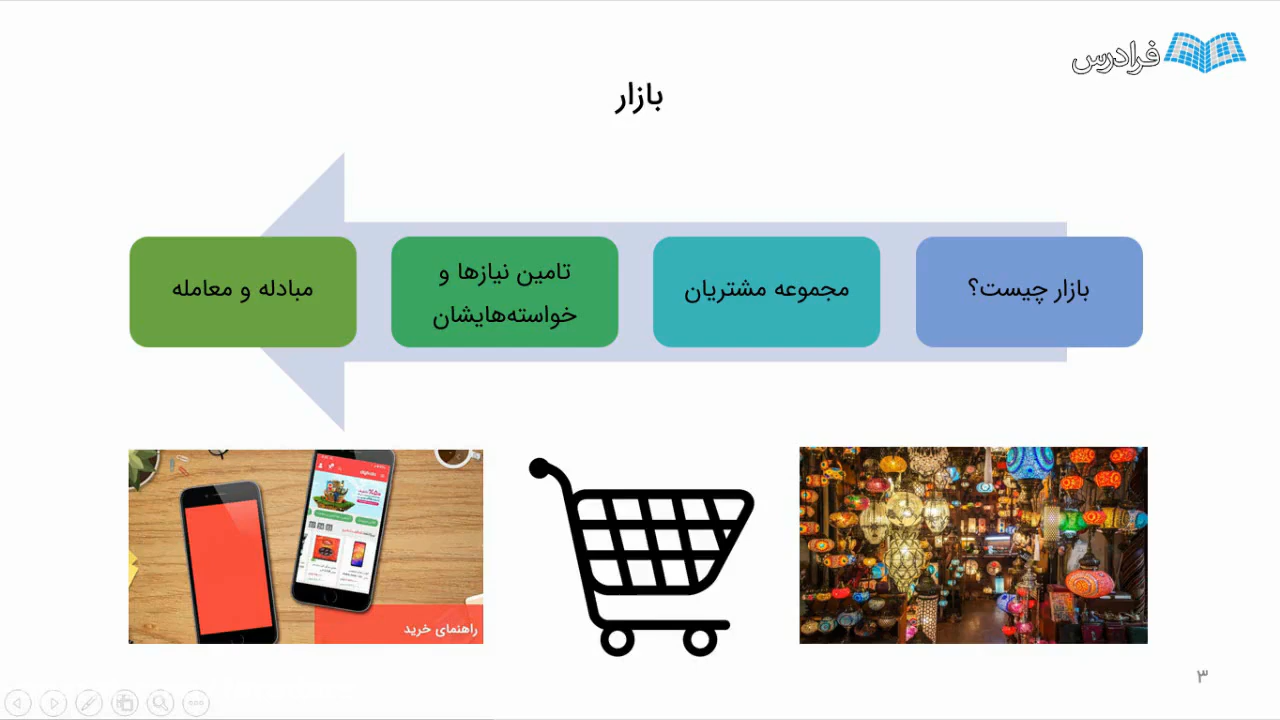 فرادرس
بازار
بازار چیست؟
مجموعه مشتریان
تامین نیازها و
خواسته‌هایشان
مبادله و معامله
راهنمای خرید
۳